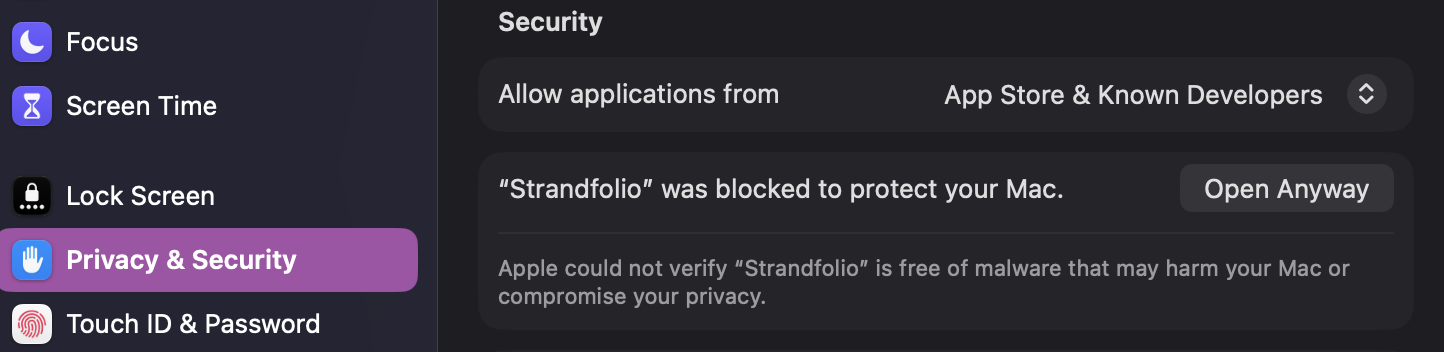 Focus
Screen Time
Lock Screen
Privacy & Security
Touch ID & Password
Security
Allow applications from App Store & Known Developers
“Strandfolio” was blocked to protect your Mac. Open Anyway
Apple could not verify “Strandfolio” is free of malware that may harm your Mac or
compromise your privacy.